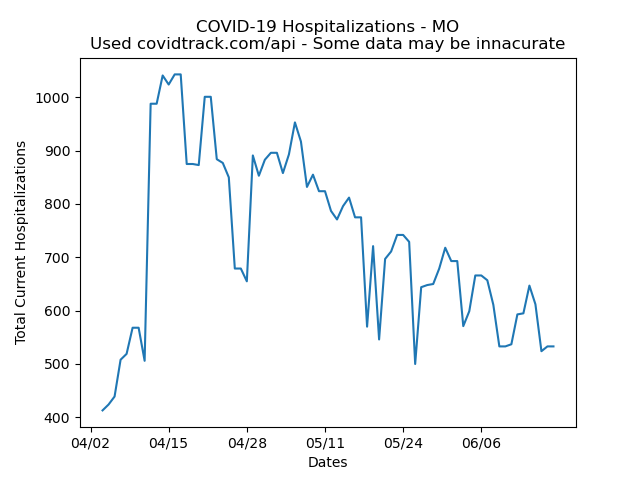 COVID-19 Hospitalizations - MO
Used covidtrack.com/api - Some data may be innacurate
Total Current Hospitalizations
1000
900
800
700
600
500
400
04/02 04/15 04/28 05/11 05/24 06/06
Dates